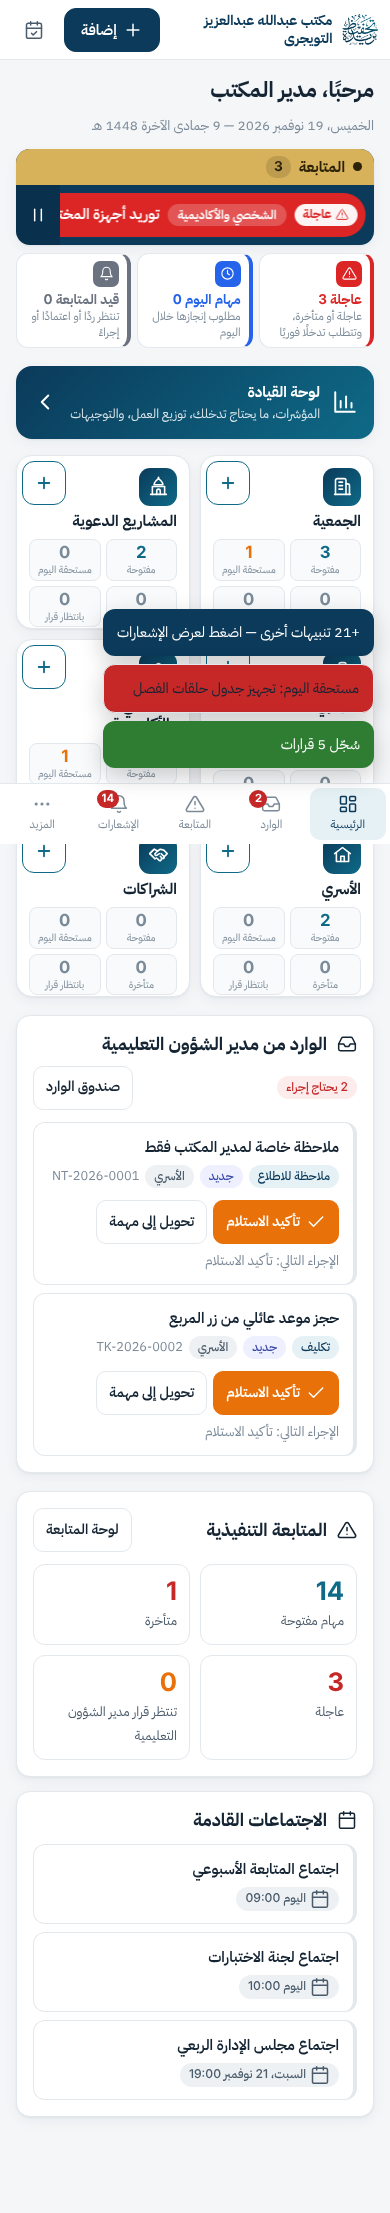 مكتب عبدالله عبدالعزيز
التويجري
إضافة
مرحبًا، مدير المكتب
الخميس، 19 نوفمبر 2026 — 9 جمادى الآخرة 1448 هـ
المتابعة
3
عاجلة
الشخصي والأكاديمية
توريد أجهزة
عاجلة 3
عاجلة أو متأخرة،
وتتطلب تدخلًا فوريًا
مهام اليوم 0
مطلوب إنجازها خلال
اليوم
قيد المتابعة 0
تنتظر ردًا أو اعتمادًا أو
إجراءً
لوحة القيادة
المؤشرات، ما يحتاج تدخلك، توزيع العمل، والتوجيهات
الجمعية
3
مفتوحة
1
مستحقة اليوم
0
0
المشاريع الدعوية
2
مفتوحة
0
مستحقة اليوم
0
0
بانتظار قرار
+21 تنبيهات أخرى — اضغط لعرض الإشعارات
مستحقة اليوم: تجهيز جدول حلقات الفصل
سُجّل 5 قرارات
مفتوحة
1
مستحقة اليوم
الرئيسية
2
الوارد
المتابعة
14
الإشعارات
المزيد
الأسري
2
مفتوحة
0
مستحقة اليوم
0
متأخرة
0
بانتظار قرار
الشراكات
0
مفتوحة
0
مستحقة اليوم
0
متأخرة
0
بانتظار قرار
الوارد من مدير الشؤون التعليمية
2 يحتاج إجراء
صندوق الوارد
ملاحظة خاصة لمدير المكتب فقط
ملاحظة للاطلاع
جديد
الأسري
NT-2026-0001
تأكيد الاستلام
تحويل إلى مهمة
الإجراء التالي: تأكيد الاستلام
حجز موعد عائلي من زر المربع
تكليف
جديد
الأسري
TK-2026-0002
تأكيد الاستلام
تحويل إلى مهمة
الإجراء التالي: تأكيد الاستلام
المتابعة التنفيذية
لوحة المتابعة
14
مهام مفتوحة
1
متأخرة
3
عاجلة
0
تنتظر قرار مدير الشؤون
التعليمية
الاجتماعات القادمة
اجتماع المتابعة الأسبوعي
اليوم 09:00
اجتماع لجنة الاختبارات
اليوم 10:00
اجتماع مجلس الإدارة الربعي
السبت، 21 نوفمبر 19:00